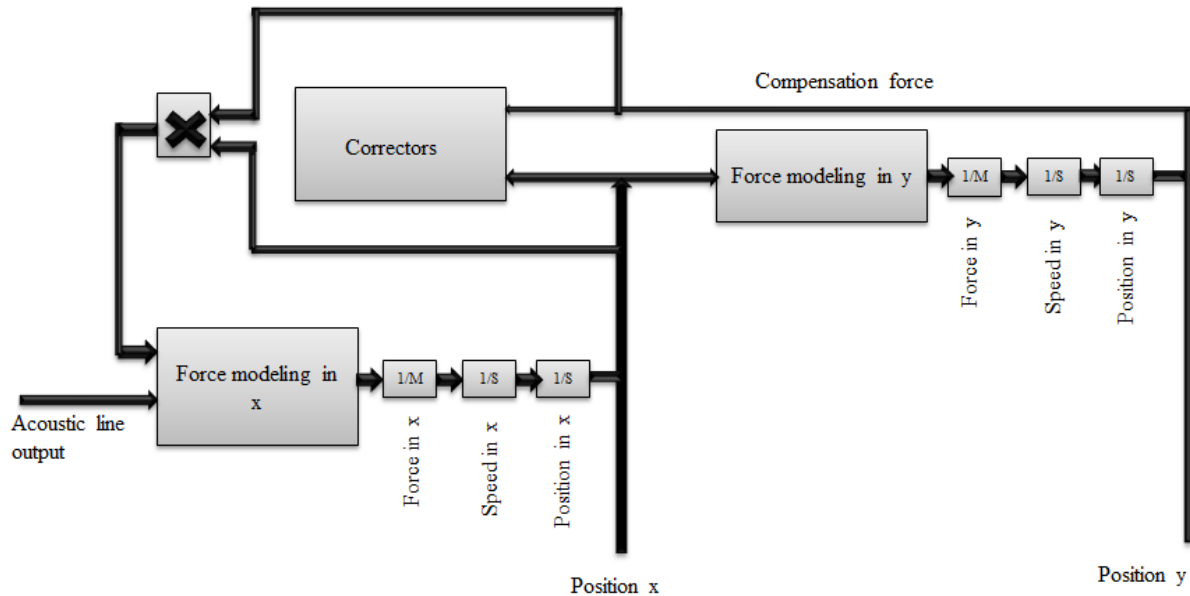 Compensation force
Correctors
Force modeling in y
1/M
1/S
1/S
Force in y
Speed in y
Position in y
Force modeling in
x
1/M
1/S
1/S
Acoustic line
output
Force in x
Speed in x
Position in x
Position x
Position y